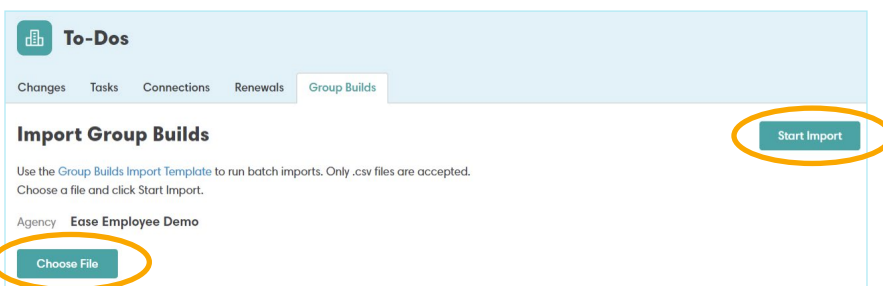 To-Dos
Changes Tasks Connections Renewals Group Builds
Import Group Builds
Start Import
Use the Group Builds Import Template to run batch imports. Only .csv files are accepted.
Choose a file and click Start Import.
Agency Ease Employee Demo
Choose File